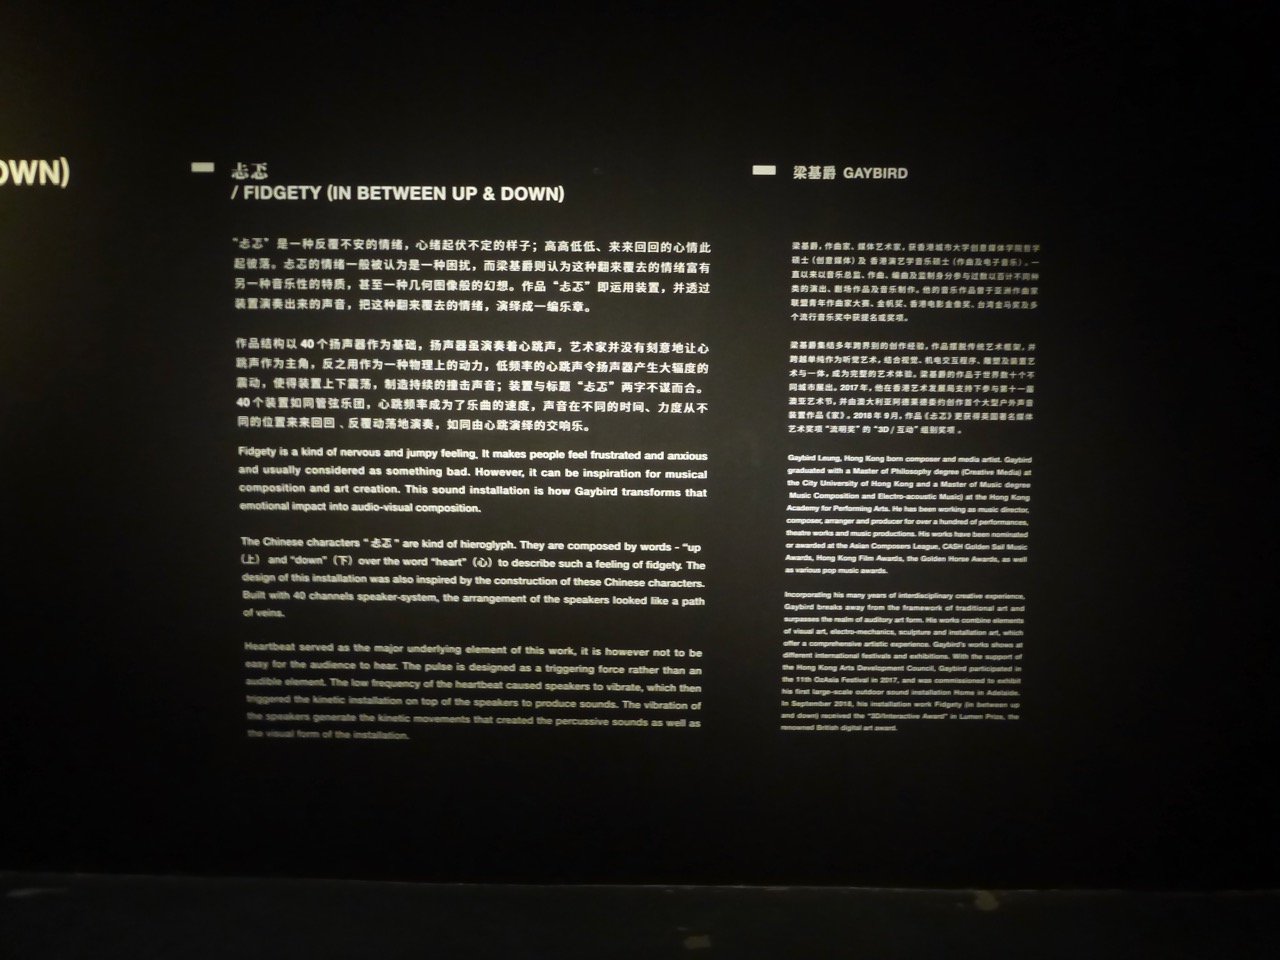 OWN)
忐忑
/ FIDGETY (IN BETWEEN UP & DOWN)
“忐忑”是一种反覆不安的情绪，心绪起伏不定的样子；高高低低、来来回回的心情此
起彼落。忐忑的情绪一般被认为是一种困扰，而梁基爵则认为这种翻来覆去的情绪富有
另一种音乐性的特质，甚至一种几何图像般的幻想。作品“忐忑”即运用装置，并透过
装置演奏出来的声音，把这种翻来覆去的情绪，演绎成一编乐章。
作品结构以 40 个扬声器作为基础，扬声器虽演奏着心跳声，艺术家并没有刻意地让心
跳声作为主角，反之用作为一种物理上的动力，低频率的心跳声令扬声器产生大辐度的
震动，使得装置上下震荡，制造持续的撞击声音；装置与标题“忐忑”两字不谋而合。
40 个装置如同管弦乐团，心跳频率成为了乐曲的速度，声音在不同的时间、力度从不
同的位置来来回回、反覆动荡地演奏，如同由心跳演绎的交响乐。
Fidgety is a kind of nervous and jumpy feeling. It makes people feel frustrated and anxious
and usually considered as something bad. However, it can be inspiration for musical
composition and art creation. This sound installation is how Gaybird transforms that
emotional impact into audio-visual composition.
The Chinese characters “忐忑” are kind of hieroglyph. They are composed by words - “up
（上） and “down”（下）over the word “heart”（心）to describe such a feeling of fidgety. The
design of this installation was also inspired by the construction of these Chinese characters.
Built with 40 channels speaker-system, the arrangement of the speakers looked like a path
of veins.
Heartbeat served as the major underlying element of this work, it is however not to be
easy for the audience to hear. The pulse is designed as a triggering force rather than an
audible element. The low frequency of the heartbeat caused speakers to vibrate, which then
triggered the kinetic installation on top of the speakers to produce sounds. The vibration of
the speakers generate the kinetic movements that created the percussive sounds as well as
the visual form of the installation.
梁基爵 GAYBIRD
梁基爵，作曲家、媒体艺术家，获香港城市大学创意媒体学院哲学
硕士（创意媒体）及 香港演艺学音乐硕士（作曲及电子音乐）。一
直以来以音乐总监、作曲、编曲及监制身分参与过数以百计不同种
类的演出、剧场作品及音乐制作。他的音乐作品曾于亚洲作曲家
联盟青年作曲家大赛、金帆奖、香港电影金像奖、台湾金马奖及多
个流行音乐奖中获提名或奖项。
梁基爵集结多年跨界别的创作经验，作品摆脱传统艺术框架，并
跨越单纯作为听觉艺术，结合视觉、机电交互程序、雕塑及装置艺
术与一体，成为完整的艺术体验。梁基爵的作品于世界数十个不
同城市展出。2017 年，他在香港艺术发展局支持下参与第十一届
澳亚艺术节，并由澳大利亚阿德莱德委约创作首个大型户外声音
装置作品《家》。2018 年 9 月，作品《忐忑》更获得英国著名媒体
艺术奖项“流明奖”的“3D / 互动”组别奖项。
Gaybird Leung, Hong Kong born composer and media artist. Gaybird
graduated with a Master of Philosophy degree (Creative Media) at
the City University of Hong Kong and a Master of Music degree
Music Composition and Electro-acoustic Music) at the Hong Kong
Academy for Performing Arts. He has been working as music director,
composer, arranger and producer for over a hundred of performances,
theatre works and music productions. His works have been nominated
or awarded at the Asian Composers League, CASH Golden Sail Music
Awards, Hong Kong Film Awards, the Golden Horse Awards, as well
as various pop music awards.
Incorporating his many years of interdisciplinary creative experience,
Gaybird breaks away from the framework of traditional art and
surpasses the realm of auditory art form. His works combine elements
of visual art, electro-mechanics, sculpture and installation art, which
offer a comprehensive artistic experience. Gaybird's works shows at
different international festivals and exhibitions. With the support of
the Hong Kong Arts Development Council, Gaybird participated in
the 11th OzAsia Festival in 2017, and was commissioned to exhibit
his first large-scale outdoor sound installation Home in Adelaide.
In September 2018, his installation work Fidgety (in between up
and down) received the “3D/Interactive Award” in Lumen Prize, the
renowned British digital art award.